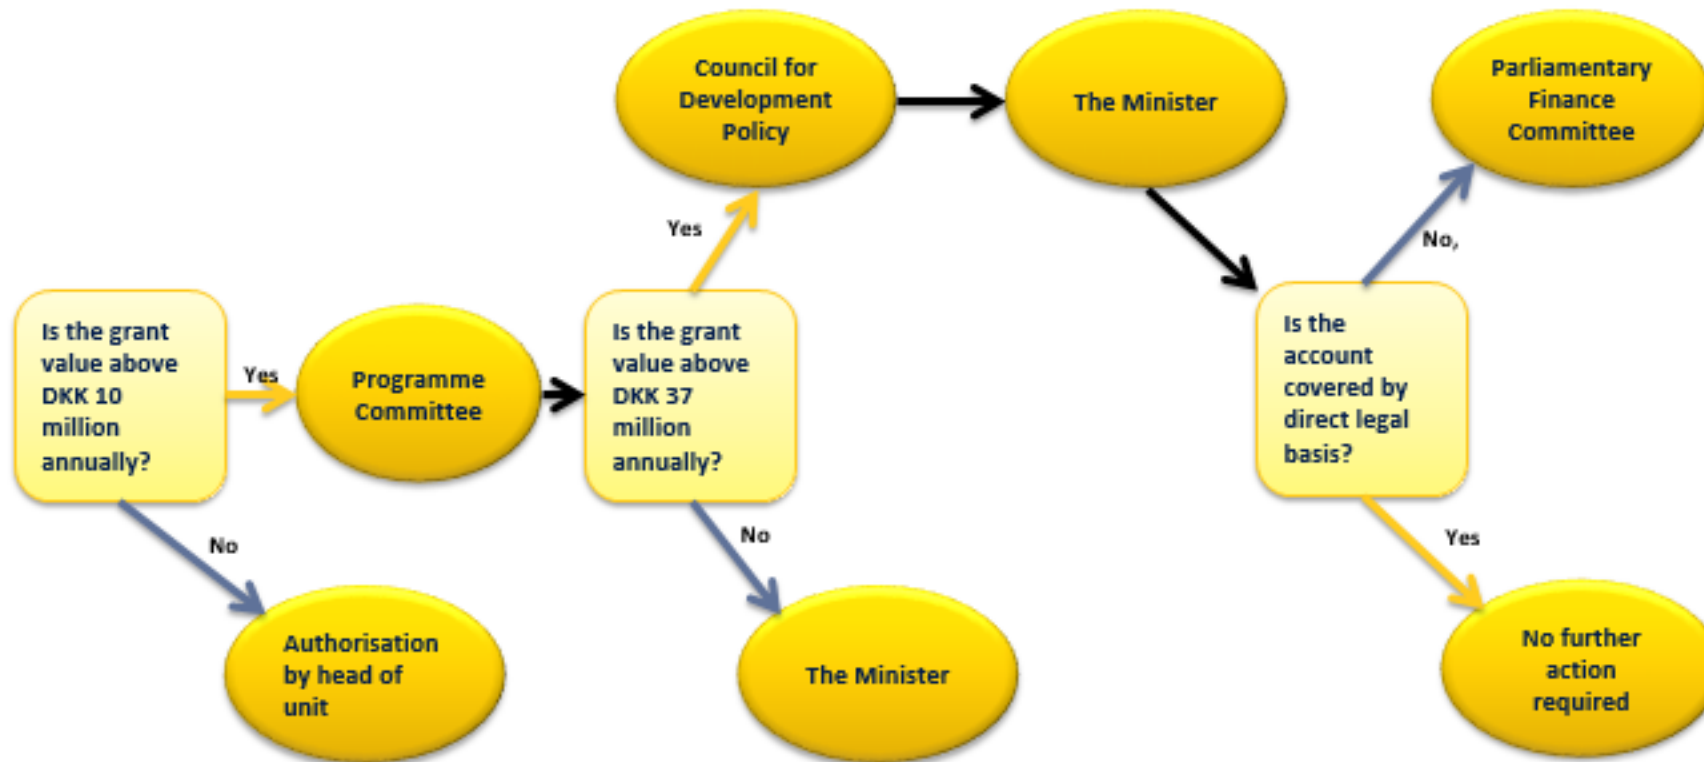 Council for
Development
Policy
The Minister
Parliamentary
Finance
Committee
Yes
No,
Is the grant
value above
DKK 10
million
annually?
Yes
Programme
Committee
Is the grant
value above
DKK 37
million
annually?
Is the
account
covered by
direct legal
basis?
No
No
Yes
Authorisation
by head of
unit
The Minister
No further
action
required